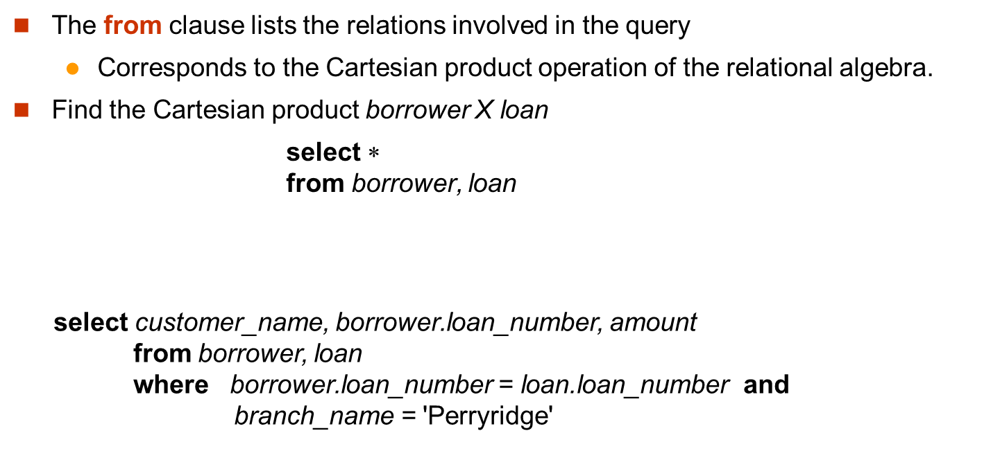 The from clause lists the relations involved in the query
Corresponds to the Cartesian product operation of the relational algebra.
Find the Cartesian product borrower X loan
select *
from borrower, loan
select customer_name, borrower.loan_number, amount
from borrower, loan
where borrower.loan_number = loan.loan_number and
branch_name = 'Perryridge'